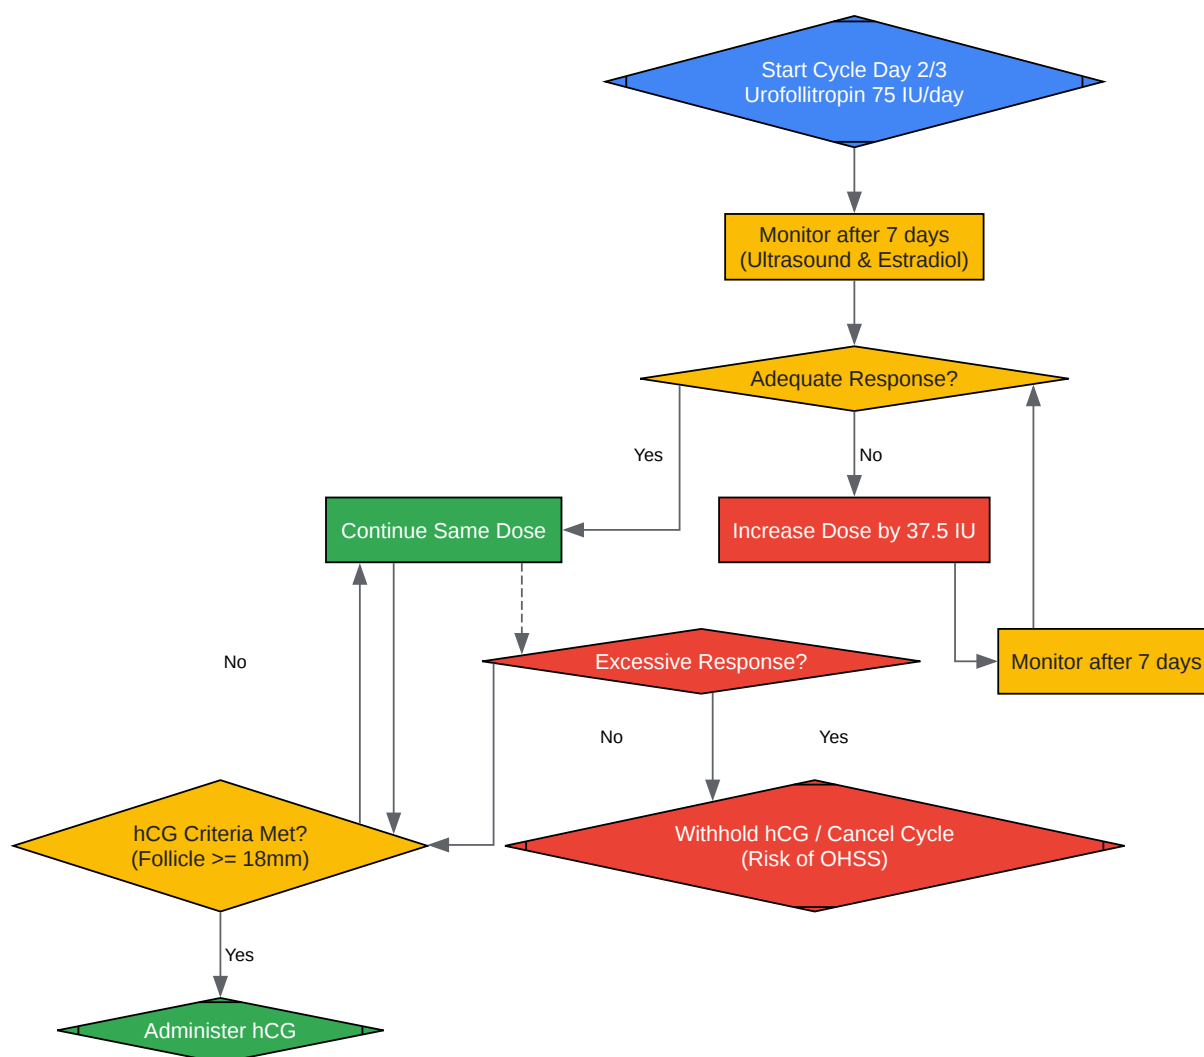 Start Cycle Day 2/3
Urofollitropin 75 IU/day
Monitor after 7 days
(Ultrasound & Estradiol)
Adequate Response?
Yes
No
Continue Same Dose
Increase Dose by 37.5 IU
No
Excessive Response?
Monitor after 7 days
No
Yes
hCG Criteria Met?
(Follicle >= 18mm)
Withhold hCG / Cancel Cycle
(Risk of OHSS)
Yes
Administer hCG